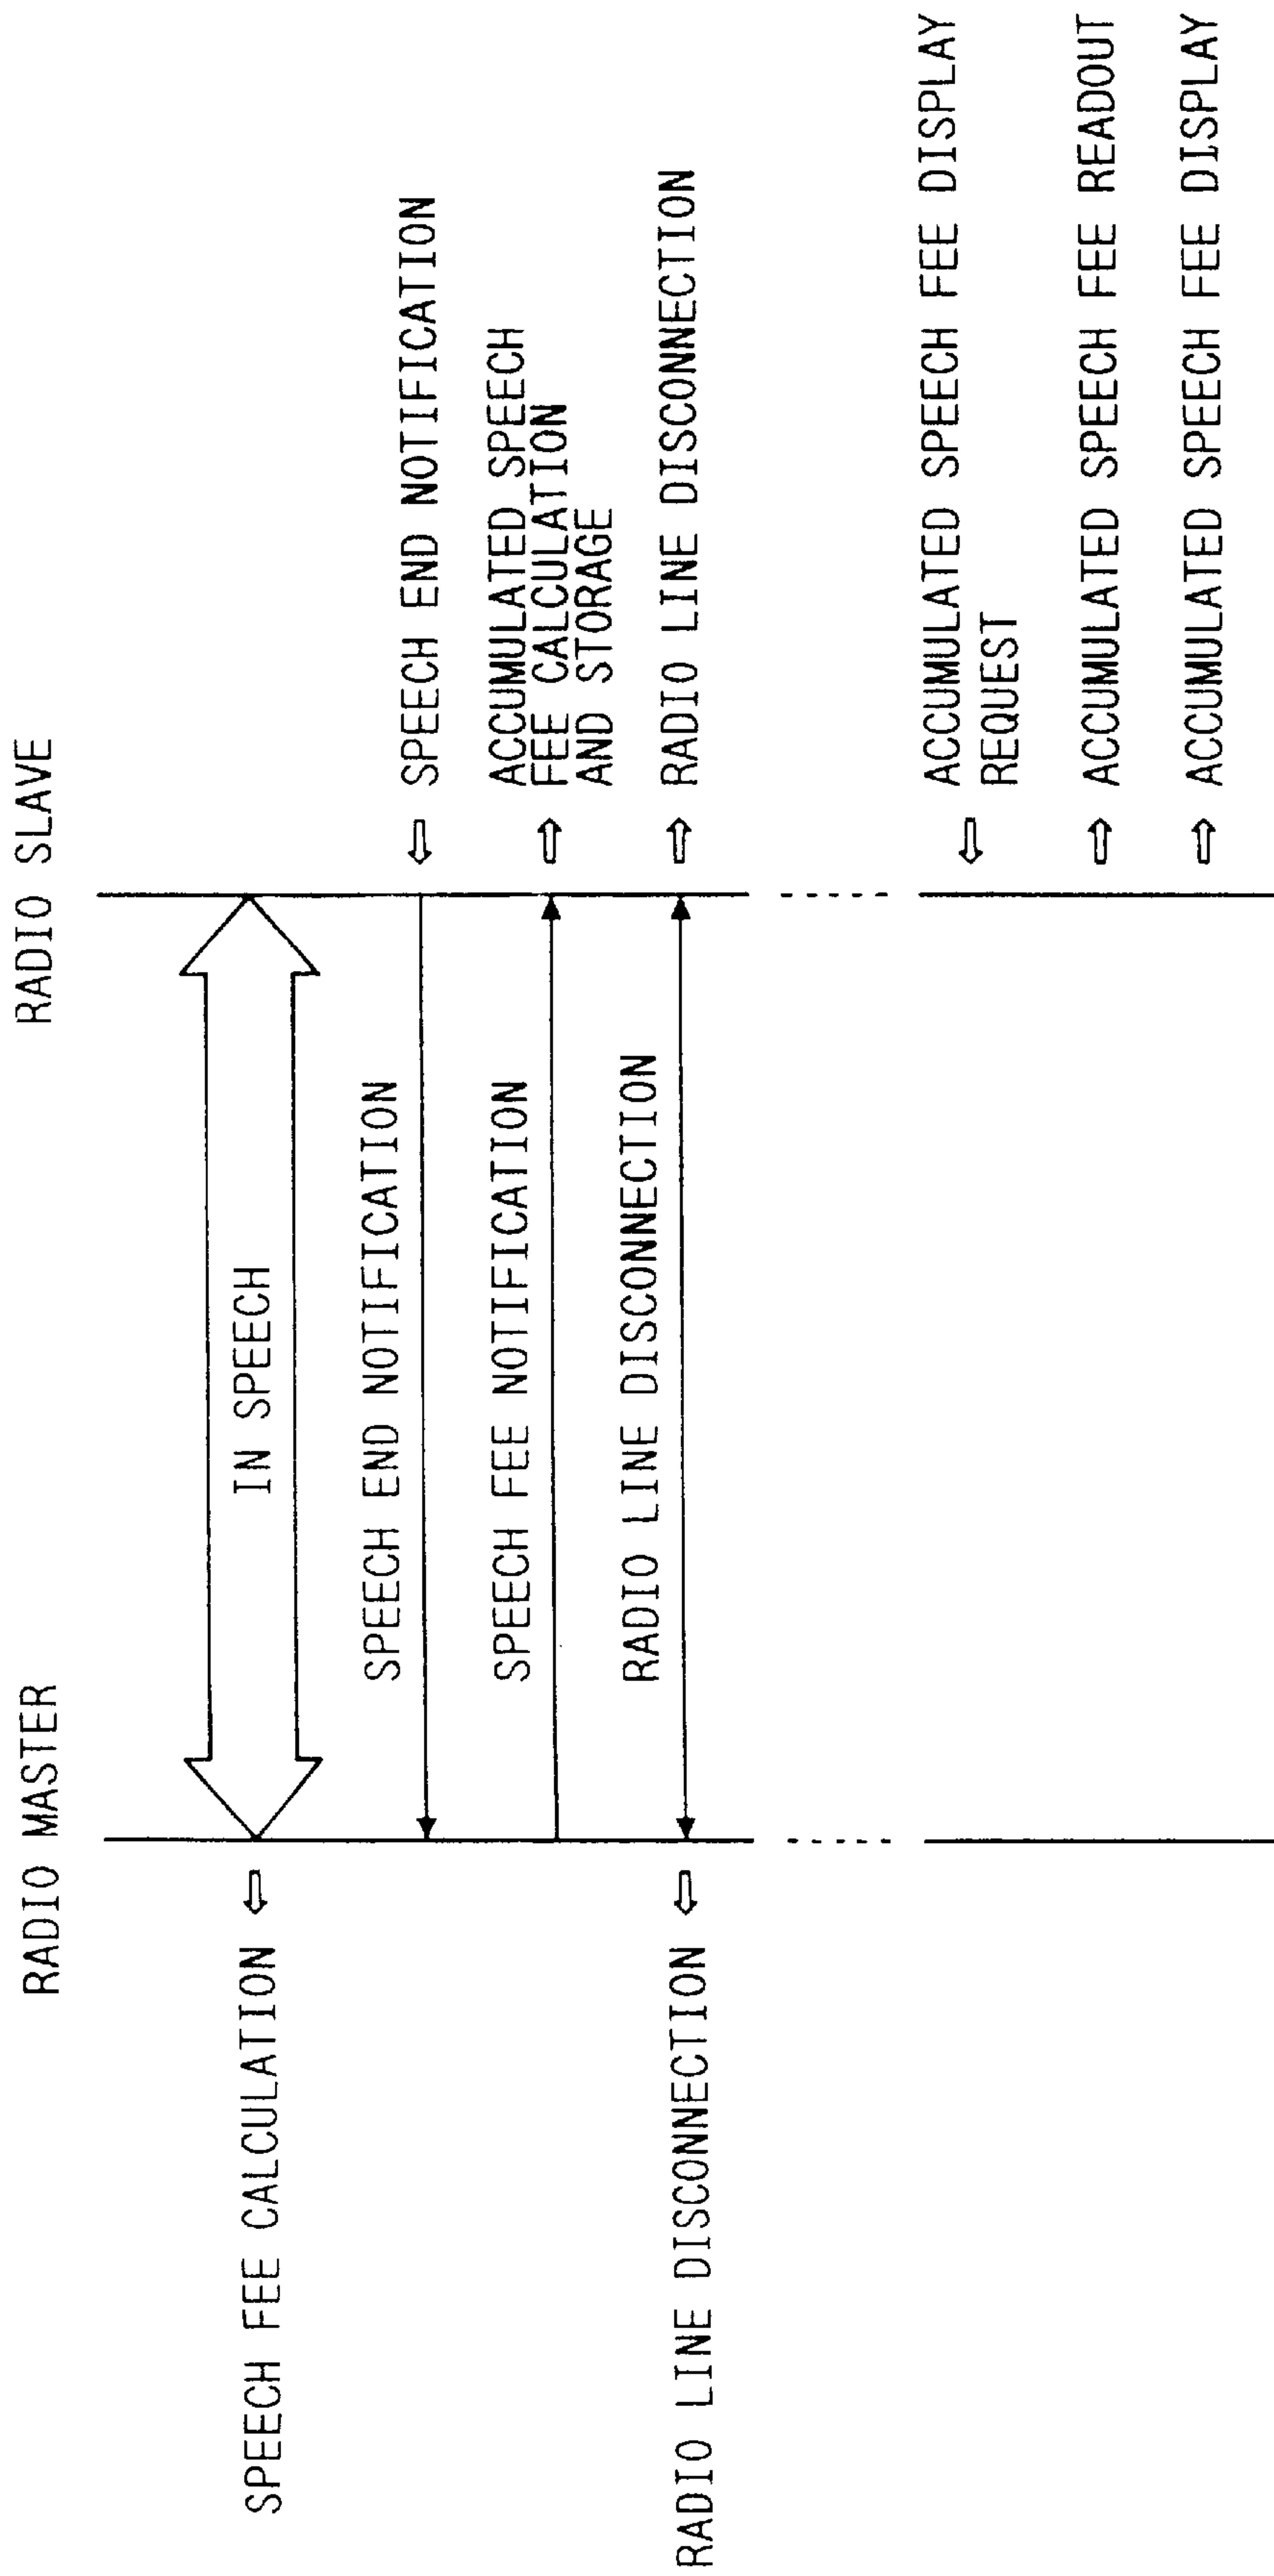 RADIO MASTER
RADIO SLAVE
SPEECH FEE CALCULATION
IN SPEECH
SPEECH END NOTIFICATION
SPEECH END NOTIFICATION
SPEECH FEE NOTIFICATION
ACCUMULATED SPEECH
FEE CALCULATION
AND STORAGE
RADIO LINE DISCONNECTION
RADIO LINE DISCONNECTION
RADIO LINE DISCONNECTION
ACCUMULATED SPEECH FEE DISPLAY
REQUEST
ACCUMULATED SPEECH FEE READOUT
ACCUMULATED SPEECH FEE DISPLAY